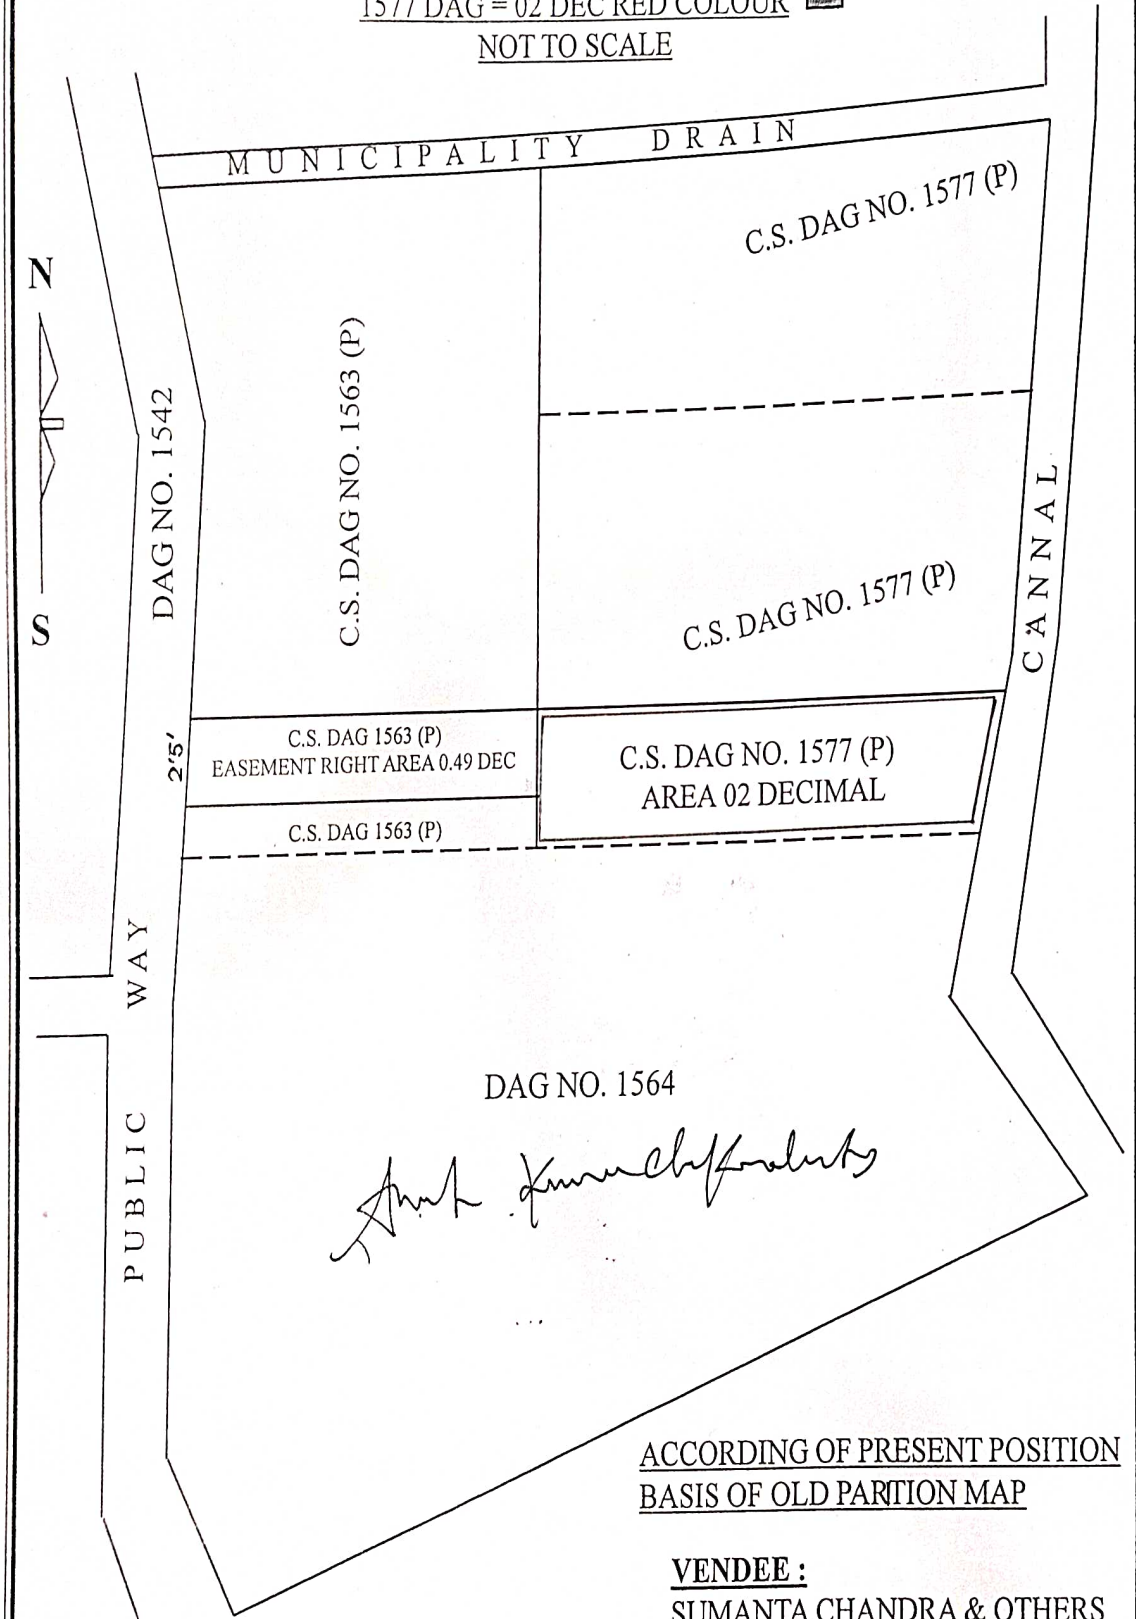 1577 DAG = 02 DEC RED COLOUR
NOT TO SCALE
MUNICIPALITY DRAIN
C.S. DAG NO. 1577 (P)
N
C.S. DAG NO. 1563 (P)
DAG NO. 1542
CANNAL
C.S. DAG NO. 1577 (P)
S
C.S. DAG 1563 (P)
EASEMENT RIGHT AREA 0.49 DEC
2'5'
C.S. DAG NO. 1577 (P)
AREA 02 DECIMAL
C.S. DAG 1563 (P)
PUBLIC WAY
DAG NO. 1564
ACCORDING OF PRESENT POSITION
BASIS OF OLD PARTITION MAP
VENDEE :
SUMANTA CHANDRA & OTHERS